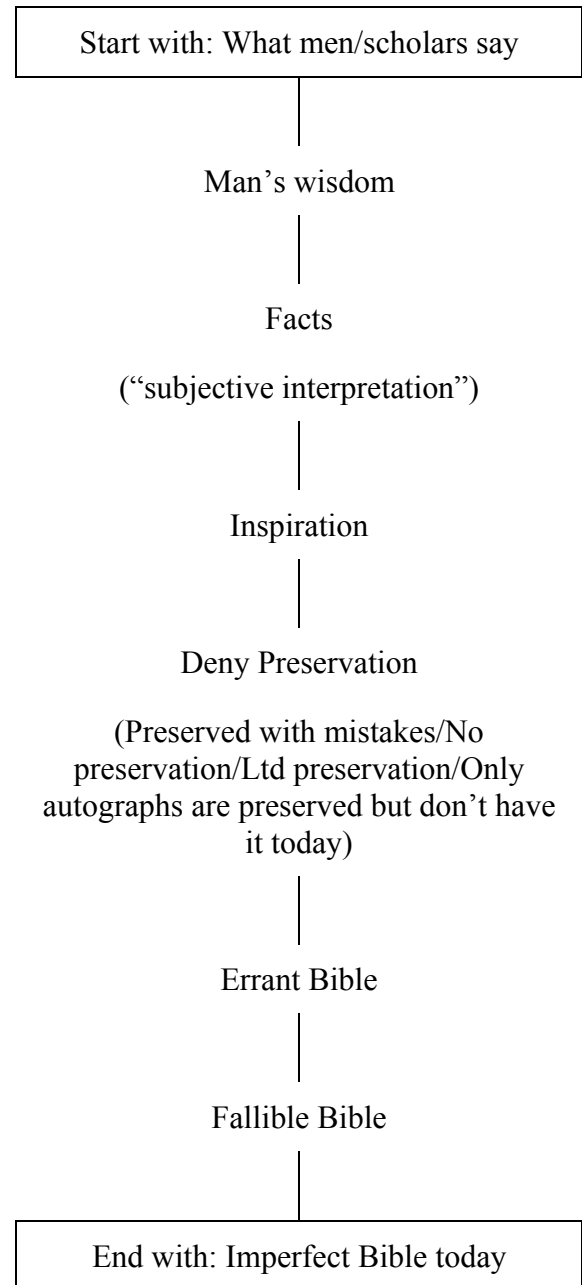 Start with: What men/scholars say
Man’s wisdom
Facts
(“subjective interpretation”)
Inspiration
Deny Preservation
(Preserved with mistakes/No
preservation/Ltd preservation/Only
autographs are preserved but don’t have
it today)
Errant Bible
Fallible Bible
End with: Imperfect Bible today